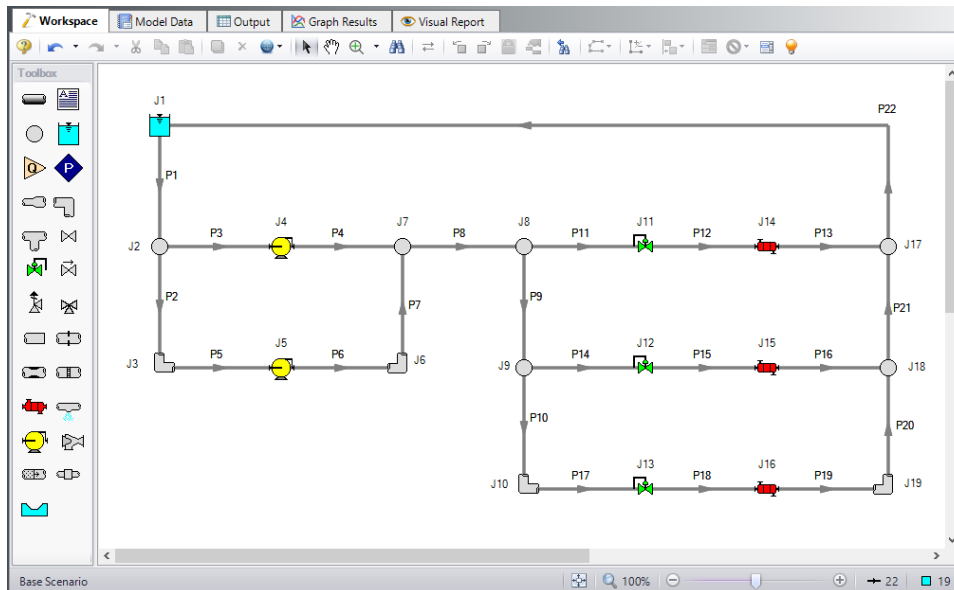 Workspace Model Data Output Graph Results Visual Report
Toolbox
J1
P22
P1
J4 J7 J8 J11 J14
J2 P3 P4 P8 P11 P12 P13 J17
P2 P7 P9 P21
J5 J12 J15
J3 P5 P6 J6 J9 P14 P15 P16 J18
P10 P20
J13 J16
J10 P17 P18 P19 J19
Base Scenario 100% 22 19